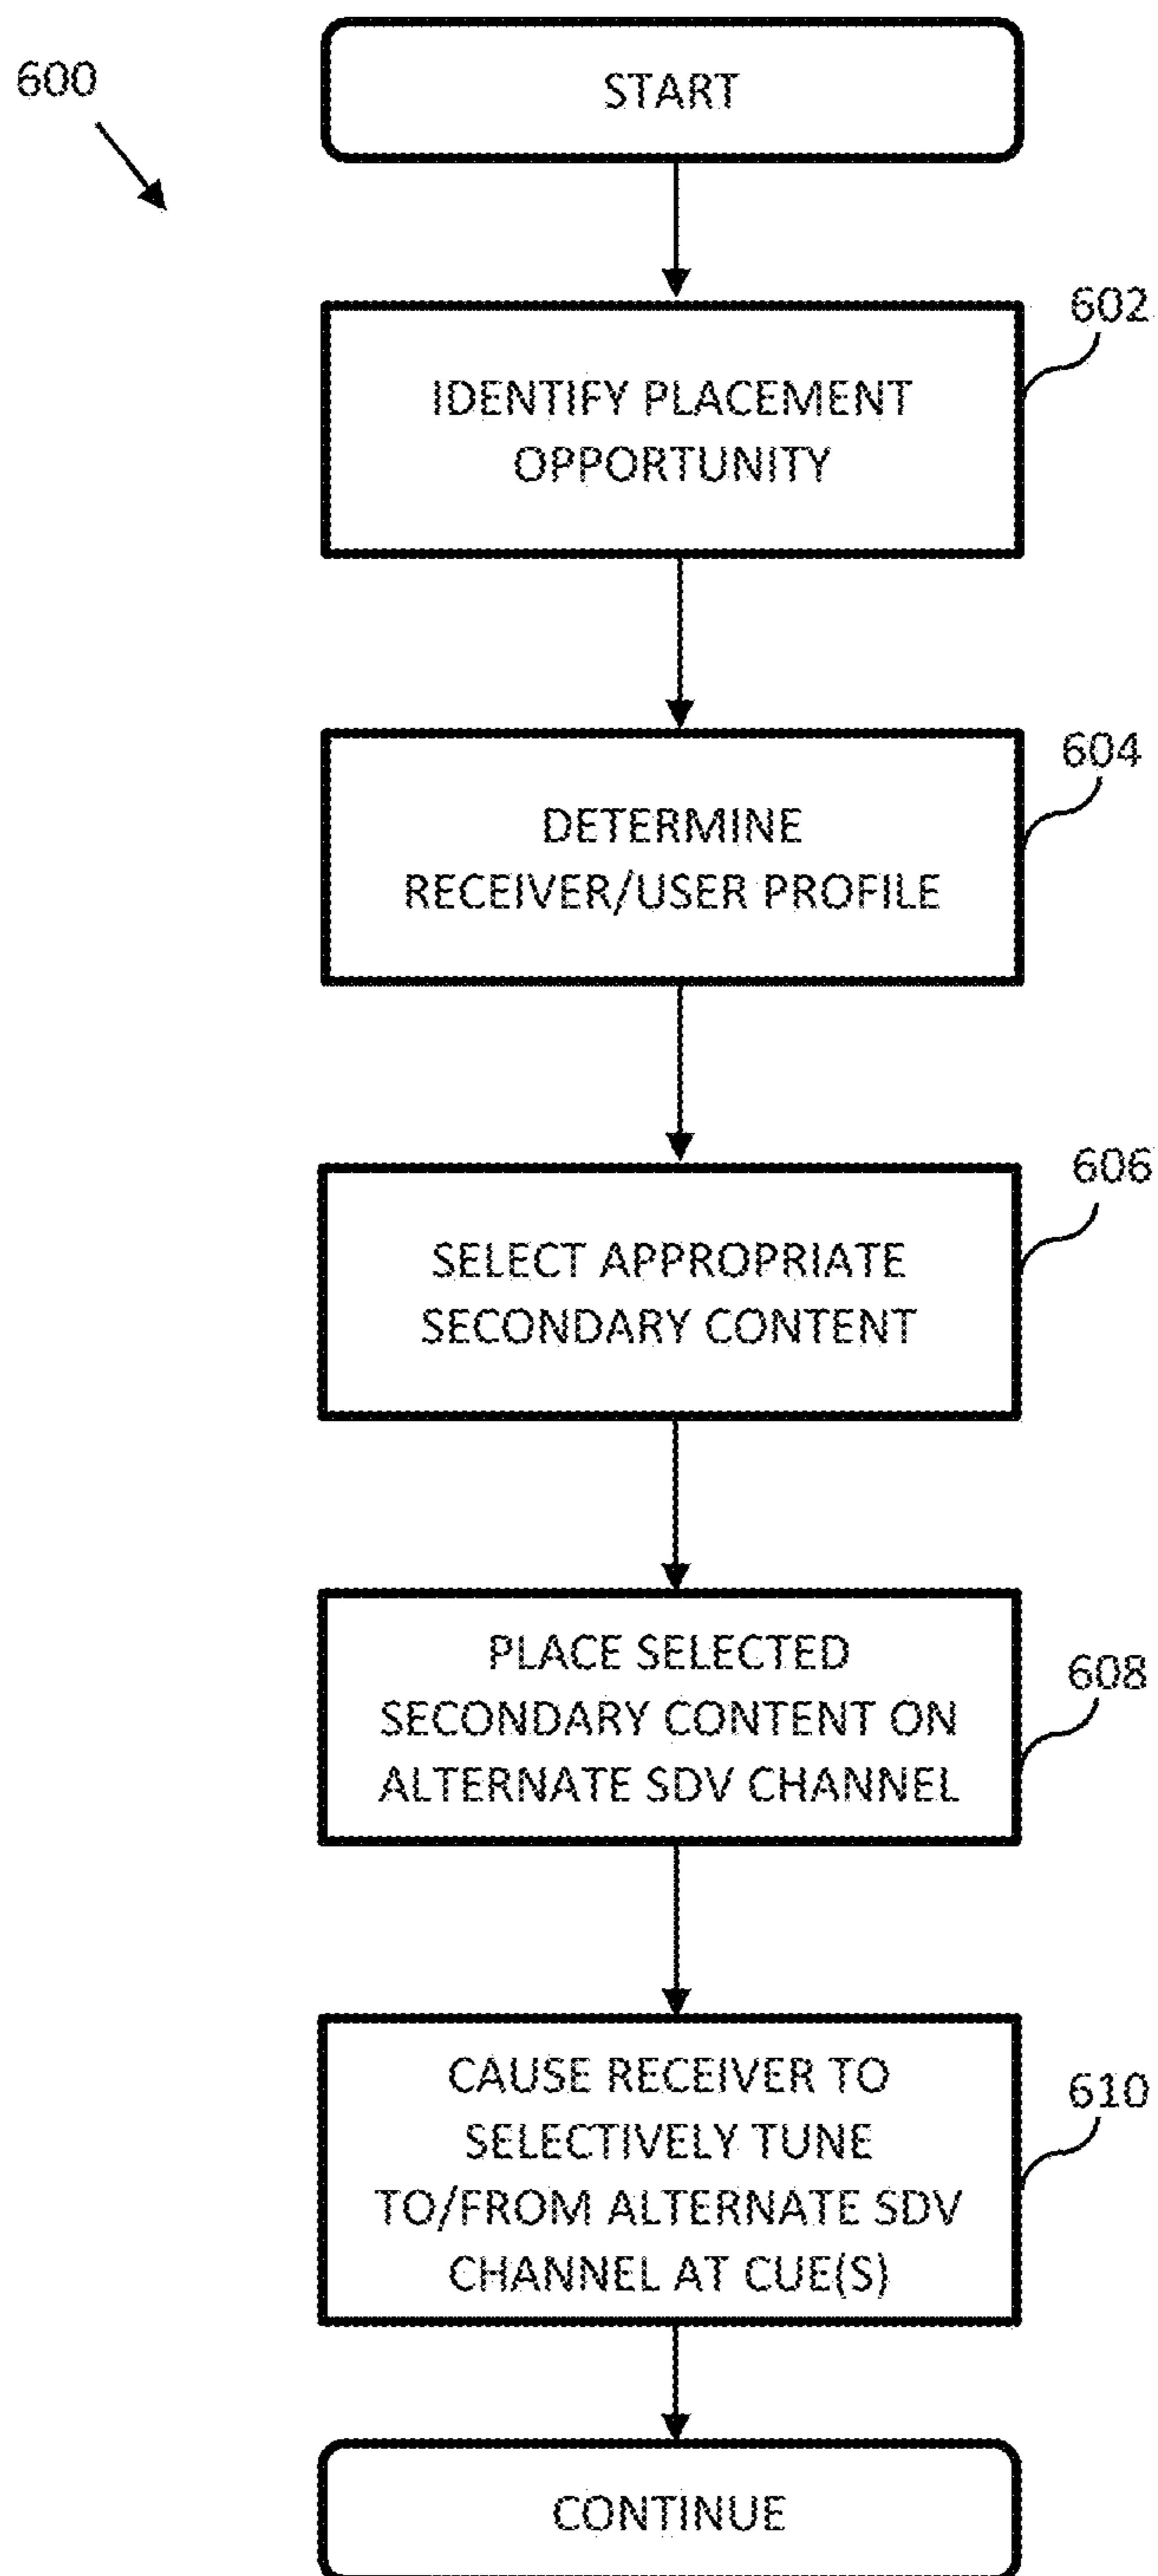 600
START
602
IDENTIFY PLACEMENT
OPPORTUNITY
604
DETERMINE
RECEIVER/USER PROFILE
606
SELECT APPROPRIATE
SECONDARY CONTENT
608
PLACE SELECTED
SECONDARY CONTENT ON
ALTERNATE SDV CHANNEL
610
CAUSE RECEIVER TO
SELECTIVELY TUNE
TO/FROM ALTERNATE SDV
CHANNEL AT CUE(S)
CONTINUE